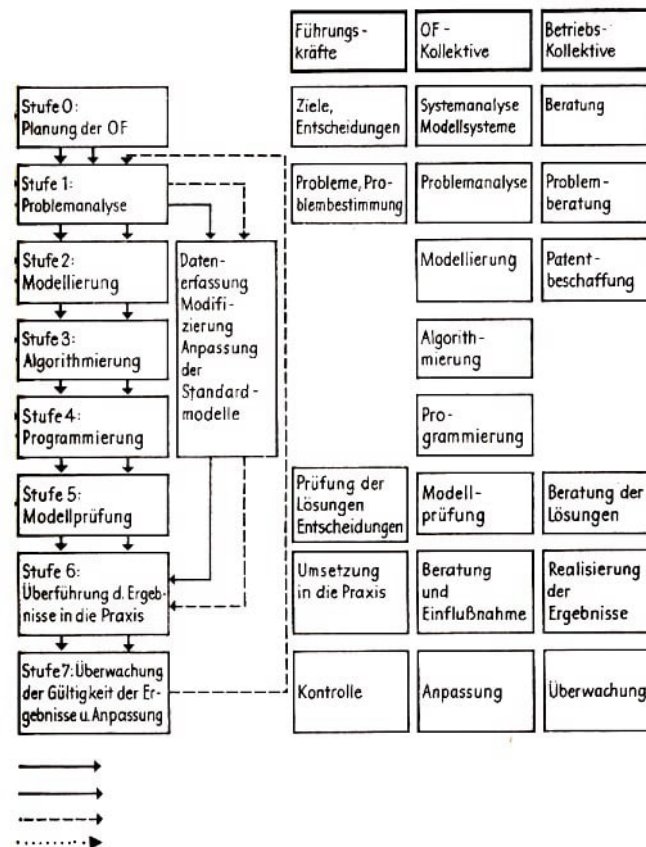 Führungs-
kräfte
OF-
Kollektive
Betriebs-
Kollektive
Stufe 0:
Planung der OF
Ziele,
Entscheidungen
Systemanalyse
Modellsysteme
Beratung
Stufe 1:
Problemanalyse
Probleme, Pro-
blembestimmung
Problemanalyse
Problem-
beratung
Stufe 2:
Modellierung
Daten-
erfassung
Modifi-
zierung
Anpassung
der
Standard-
modelle
Modellierung
Patent-
beschaffung
Stufe 3:
Algorithmierung
Algorith-
mierung
Stufe 4:
Programmierung
Pro-
grammierung
Stufe 5:
Modellprüfung
Prüfung der
Lösungen
Entscheidungen
Modell-
prüfung
Beratung der
Lösungen
Stufe 6:
Überführung d. Ergeb-
nisse in die Praxis
Umsetzung
in die Praxis
Beratung
und
Einflußnahme
Realisierung
der
Ergebnisse
Stufe 7: Überwachung
der Gültigkeit der Er-
gebnisse u. Anpassung
Kontrolle
Anpassung
Überwachung